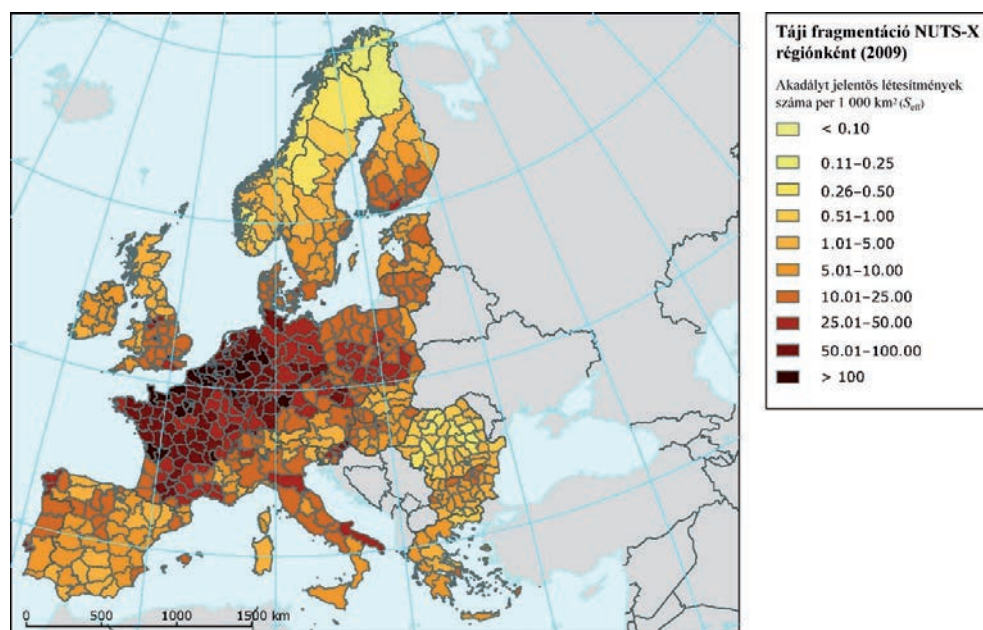 Táji fragmentáció NUTS-X
régiónként (2009)
Akadályt jelentős létesítmények
száma per 1 000 km² (Seff)
< 0.10
0.11–0.25
0.26–0.50
0.51–1.00
1.01–5.00
5.01–10.00
10.01–25.00
25.01–50.00
50.01–100.00
> 100
0 500 1000 1500 km